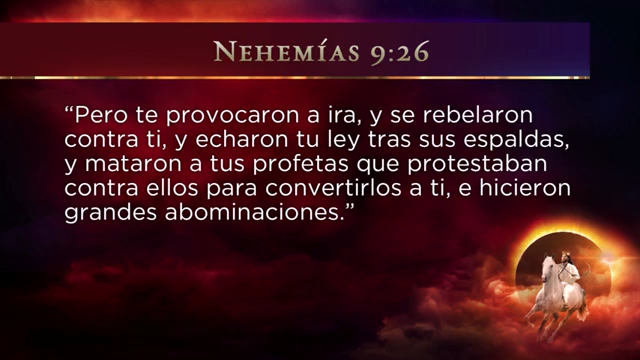 Nehemías 9:26
“Pero te provocaron a ira, y se rebelaron
contra ti, y echaron tu ley tras sus espaldas,
y mataron a tus profetas que protestaban
contra ellos para convertirlos a ti, e hicieron
grandes abominaciones.”